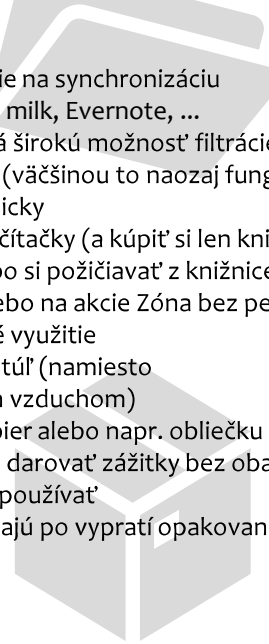 ie na synchronizáciu
milk, Evernote, ...
á širokú možnosť filtrácie
(väčšinou to naozaj fung
icky
čítačky (a kúpiť si len kni
bo si požičiavať z knižnice
lebo na akcie Zóna bez pe
é využitie
túľ (namiesto
n vzduchom)
pier alebo napr. obliečku
darovať zážitky bez oba
používať
ajú po vypratí opakovan